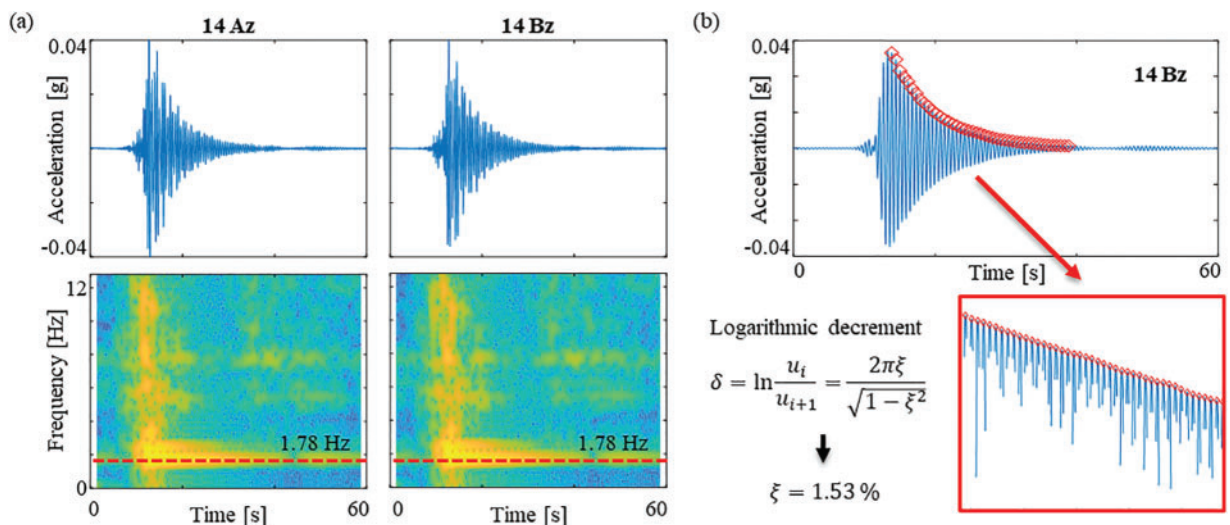 (a)
14 Az
14 Bz
0.04
Acceleration [g]
-0.04
12
Frequency [Hz]
0
1.78 Hz
1.78 Hz
0
60
0
60
Time [s]
Time [s]
(b)
0.04
14 Bz
Acceleration [g]
-0.04
0
60
Time [s]
Logarithmic decrement
δ = ln u_i/u_{i+1} = 2πξ/√(1 − ξ²)
ξ = 1.53 %